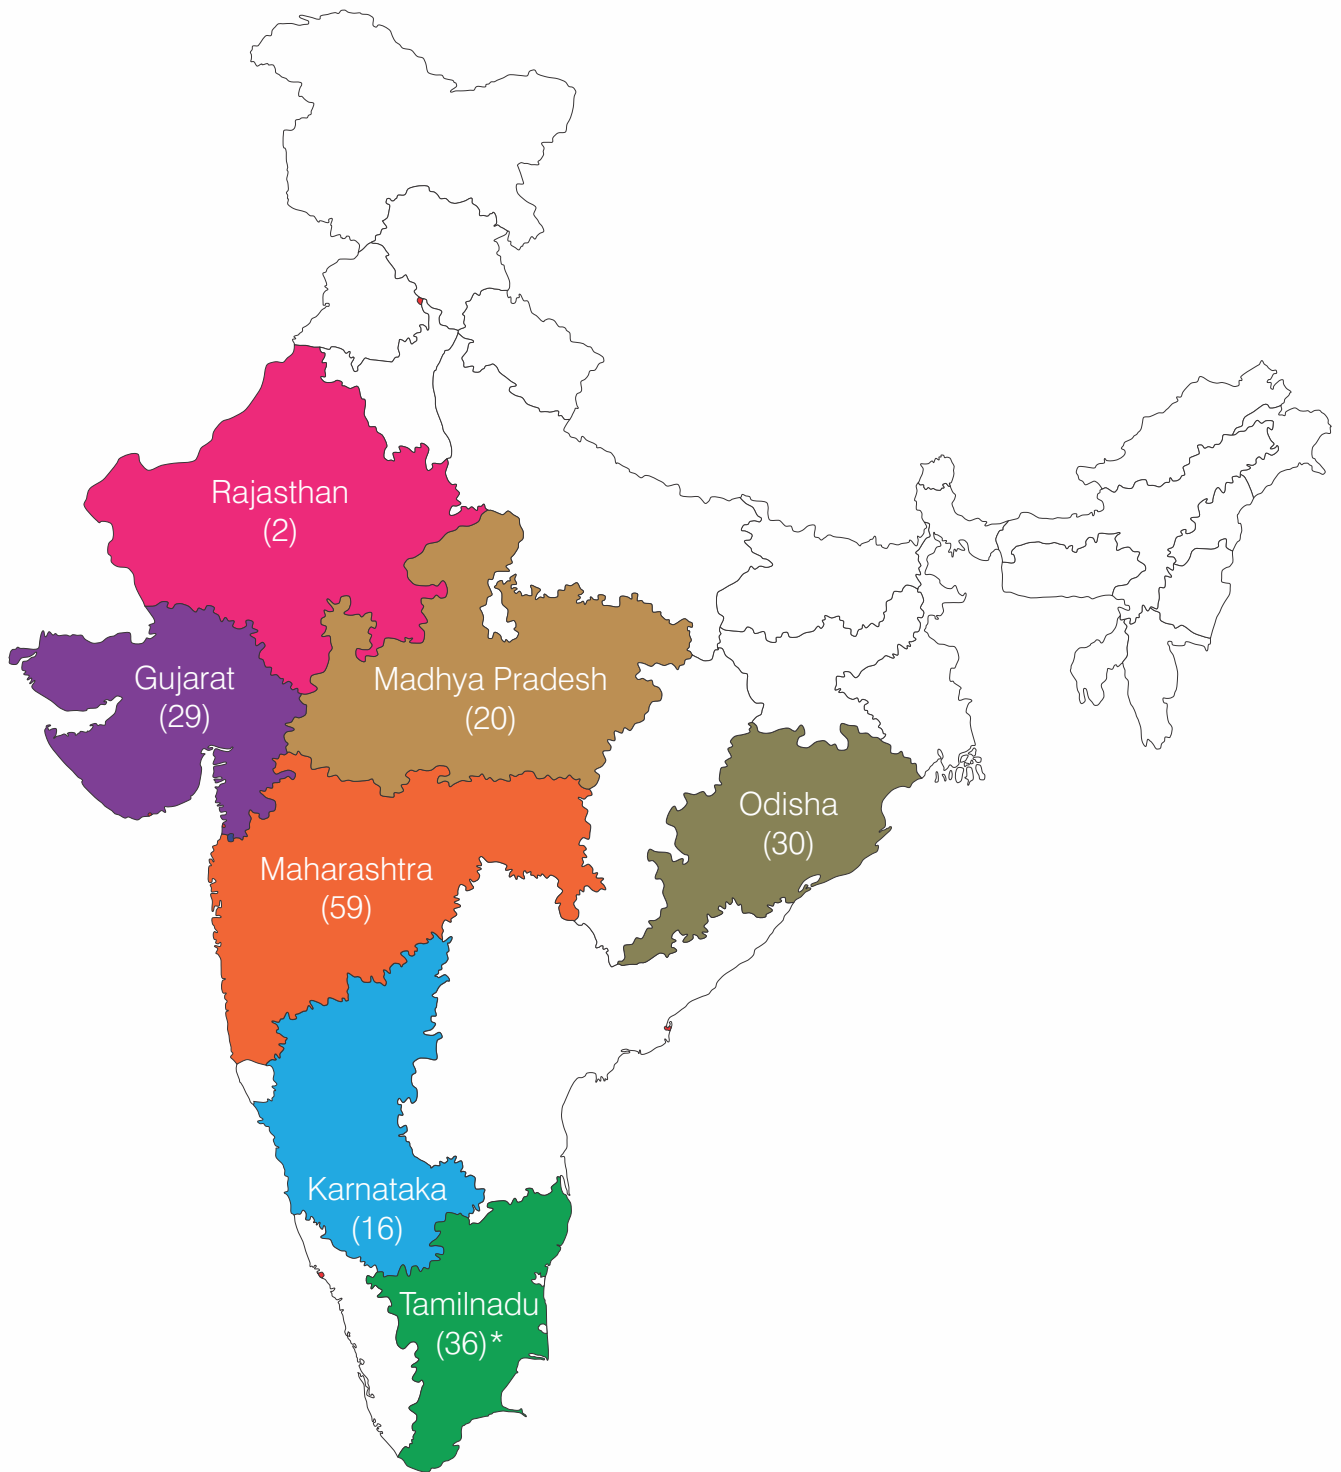 Rajasthan
(2)
Gujarat
(29)
Madhya Pradesh
(20)
Odisha
(30)
Maharashtra
(59)
Karnataka
(16)
Tamilnadu
(36)*